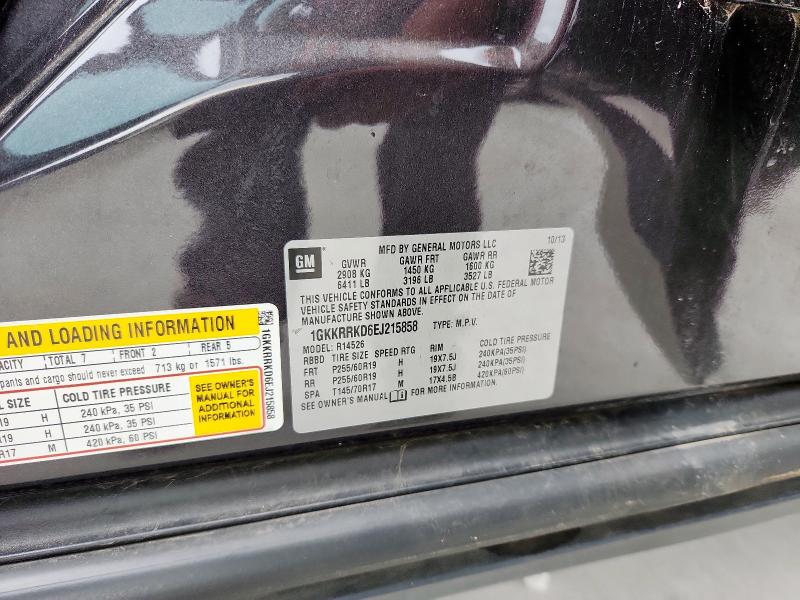 GM
MFD BY GENERAL MOTORS LLC
10/13
GVWR GAWR FRT GAWR RR
2908 KG 1450 KG 1600 KG
6411 LB 3196 LB 3527 LB
THIS VEHICLE CONFORMS TO ALL APPLICABLE U.S. FEDERAL MOTOR
VEHICLE SAFETY STANDARDS IN EFFECT ON THE DATE OF
MANUFACTURE SHOWN ABOVE.
1GKKRRKD6EJ215858 TYPE: M.P.V.
MODEL: R14526
RBBD TIRE SIZE SPEED RTG RIM COLD TIRE PRESSURE
FRT P255/60R19 H 19X7.5J 240KPA(35PSI)
RR P255/60R19 H 19X7.5J 240KPA(35PSI)
SPA T145/70R17 M 17X4.5B 420KPA(60PSI)
SEE OWNER'S MANUAL FOR MORE INFORMATION.
AND LOADING INFORMATION
ACITY TOTAL 7 FRONT 2 REAR 5
pants and cargo should never exceed 713 kg or 1571 lbs.
L SIZE COLD TIRE PRESSURE
19 H 240 kPa, 35 PSI
R19 H 240 kPa, 35 PSI
R17 M 420 kPa, 60 PSI
SEE OWNER'S
MANUAL FOR
ADDITIONAL
INFORMATION
1GKKRRKD6EJ215858